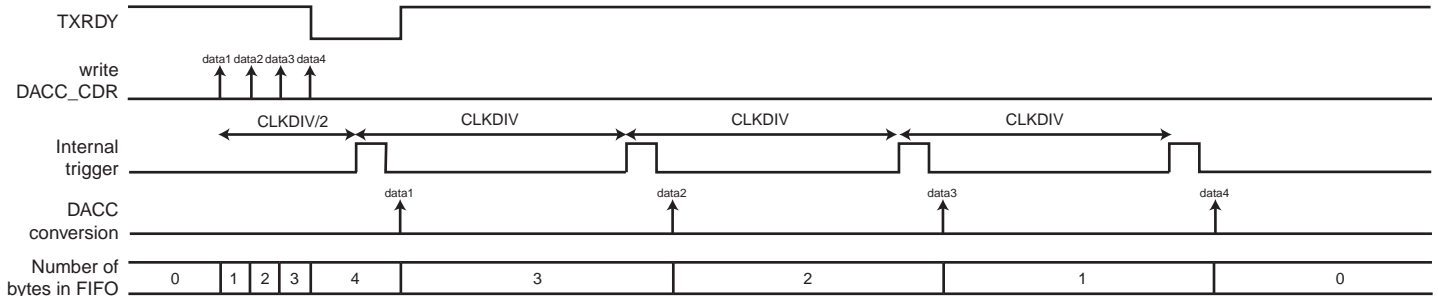 TXRDY
data1 data2 data3 data4
write
DACC_CDR
CLKDIV/2 CLKDIV CLKDIV CLKDIV
Internal
trigger
data1 data2 data3 data4
DACC
conversion
Number of
bytes in FIFO
0 1 2 3 4 3 2 1 0